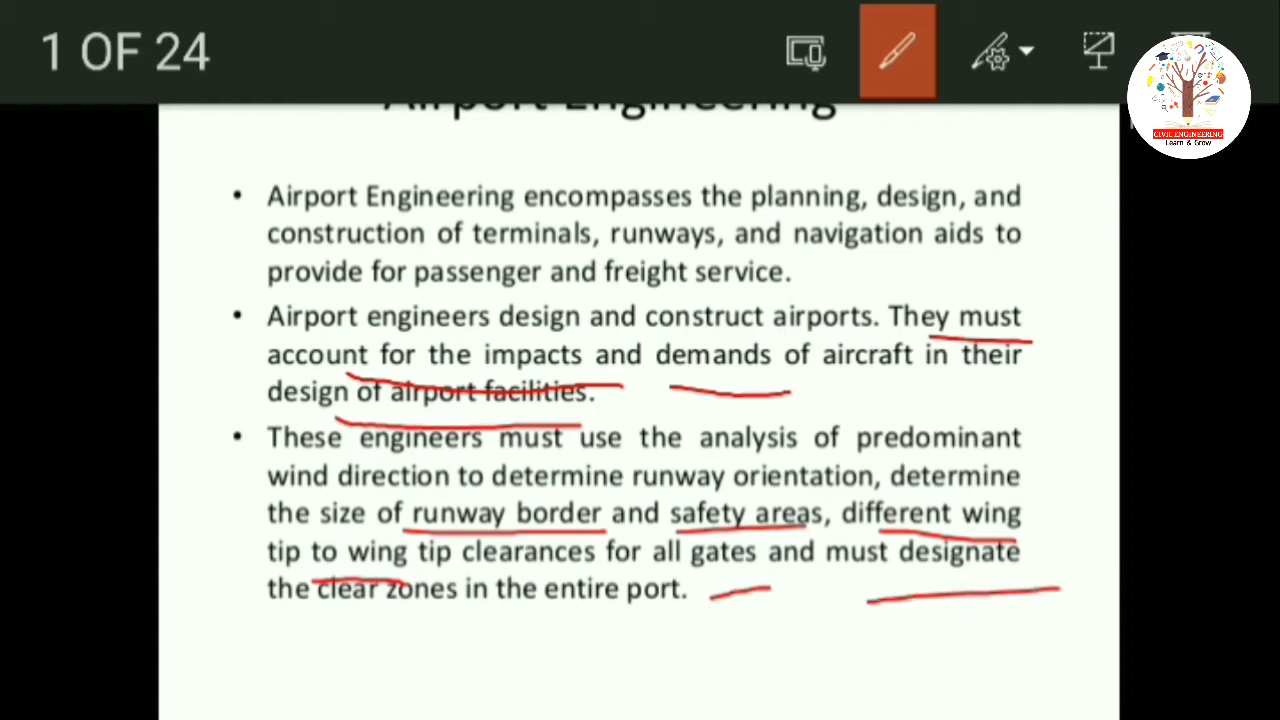 1 OF 24
CIVIL ENGINEERING
Learn & Grow
Airport Engineering
• Airport Engineering encompasses the planning, design, and
construction of terminals, runways, and navigation aids to
provide for passenger and freight service.
• Airport engineers design and construct airports. They must
account for the impacts and demands of aircraft in their
design of airport facilities.
• These engineers must use the analysis of predominant
wind direction to determine runway orientation, determine
the size of runway border and safety areas, different wing
tip to wing tip clearances for all gates and must designate
the clear zones in the entire port.